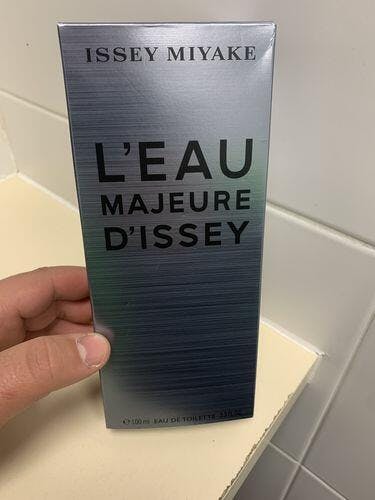 ISSEY MIYAKE
L'EAU
MAJEURE
D'ISSEY
℮ 100 ml EAU DE TOILETTE 3.3 fl.oz.